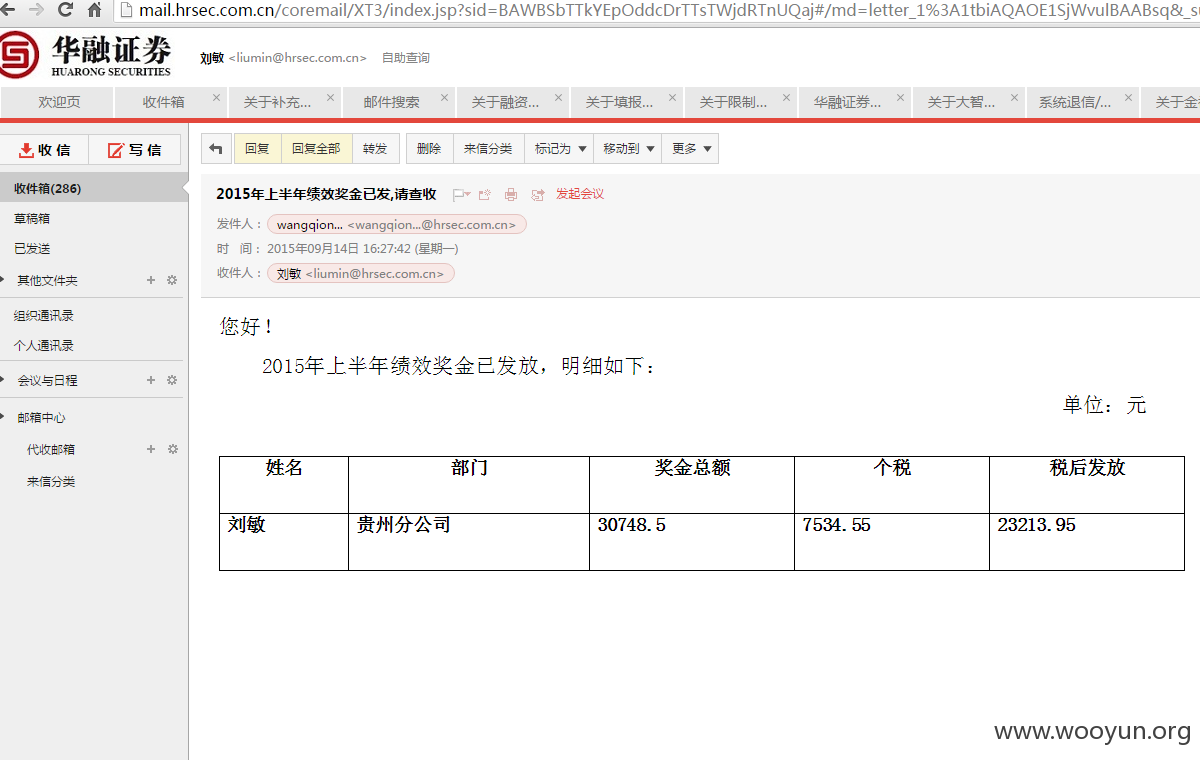 mail.hrsec.com.cn/coremail/XT3/index.jsp?sid=BAWBSbTTkYEpOddcDrTTsTWjdRTnUQaj#/md=letter_1%3A1tbiAQAOE1SjWvulBAABsq&_s
华融证券
HUARONG SECURITIES
刘敏 <liumin@hrsec.com.cn> 自助查询
欢迎页 收件箱 × 关于补充... × 邮件搜索 × 关于融资... × 关于填报... × 关于限制... × 华融证券... × 关于大智... × 系统退信/... × 关于金
收 信 写 信 回复 回复全部 转发 删除 来信分类 标记为 移动到 更多
收件箱(286)
草稿箱
已发送
其他文件夹
组织通讯录
个人通讯录
会议与日程
邮箱中心
代收邮箱
来信分类
2015年上半年绩效奖金已发,请查收 发起会议
发件人： wangqion... <wangqion...@hrsec.com.cn>
时 间： 2015年09月14日 16:27:42 (星期一)
收件人： 刘敏 <liumin@hrsec.com.cn>
您好！
2015年上半年绩效奖金已发放，明细如下：
单位：元
姓名 部门 奖金总额 个税 税后发放
刘敏 贵州分公司 30748.5 7534.55 23213.95
www.wooyun.org